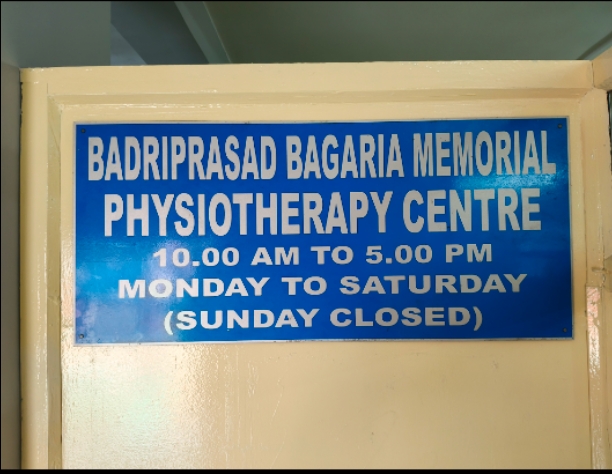 BADRIPRASAD BAGARIA MEMORIAL
PHYSIOTHERAPY CENTRE
10.00 AM TO 5.00 PM
MONDAY TO SATURDAY
(SUNDAY CLOSED)